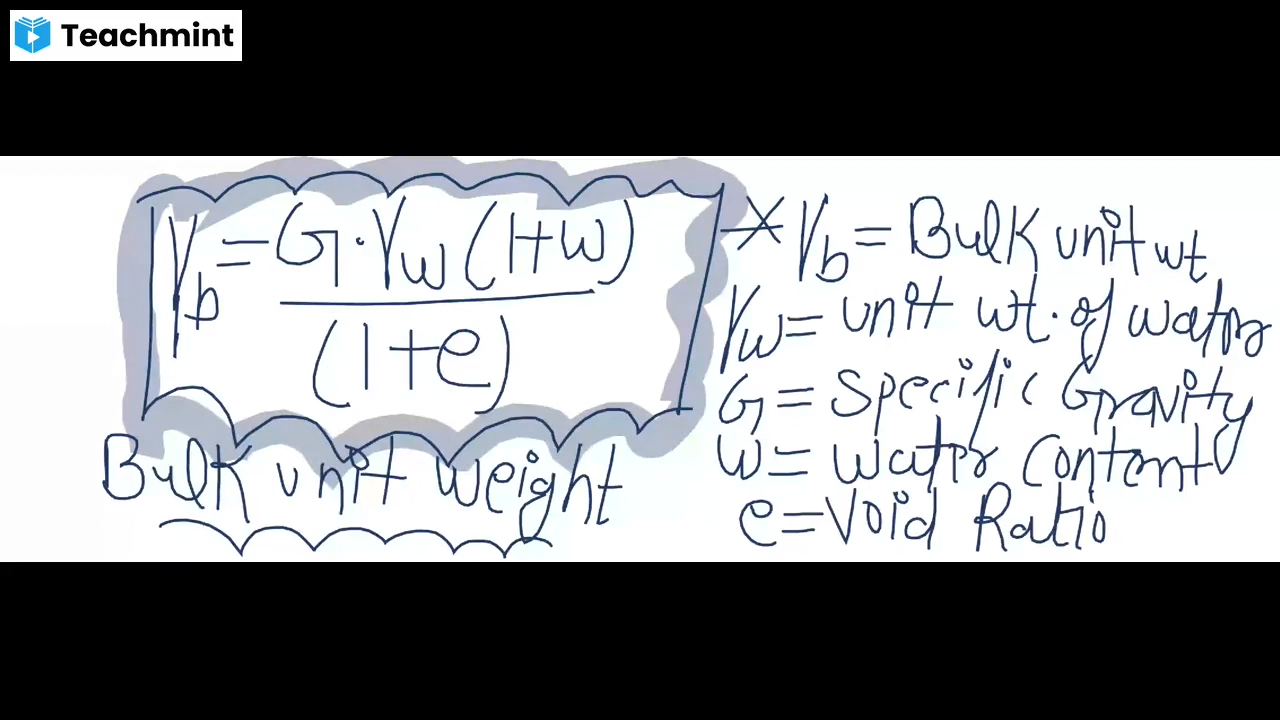 Teachmint
γb = G·γw (1+w)
(1+e)
Bulk unit weight
* γb = Bulk unit wt
γw = unit wt. of water
G = Specific Gravity
w = water content
e = Void Ratio